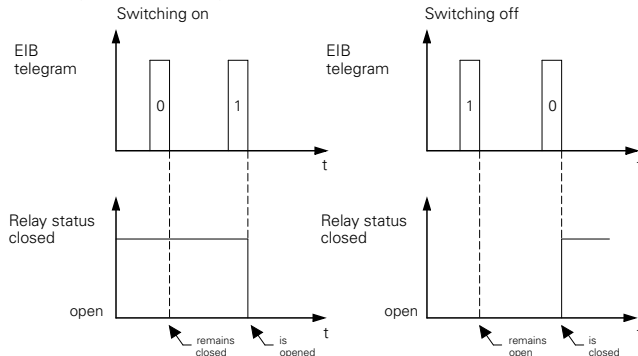 Switching on
EIB
telegram
0
1
t
Relay status
closed
open
t
remains
closed
is
opened
Switching off
EIB
telegram
1
0
t
Relay status
closed
open
t
remains
open
is
closed